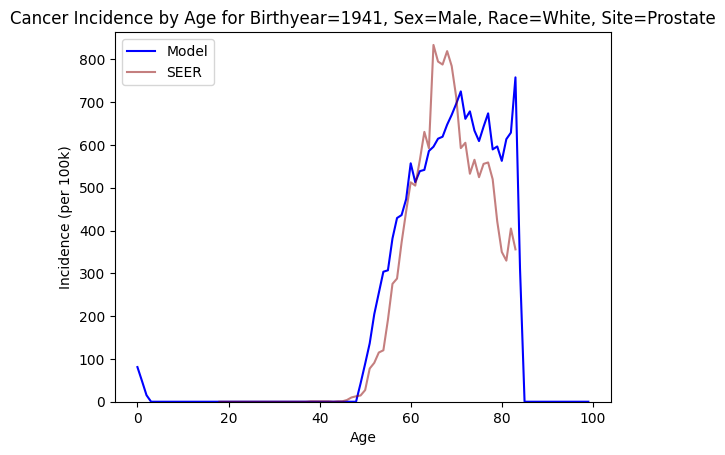 Cancer Incidence by Age for Birthyear=1941, Sex=Male, Race=White, Site=Prostate
Model
SEER
800
700
600
500
400
300
200
100
0
Incidence (per 100k)
0 20 40 60 80 100
Age